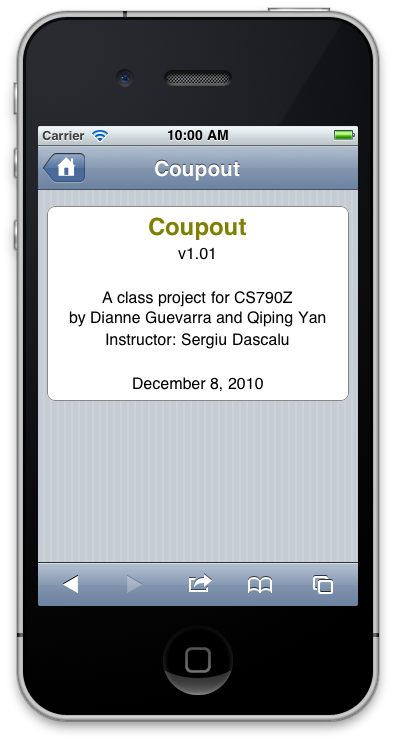 Carrier 10:00 AM
Coupout
Coupout
v1.01
A class project for CS790Z
by Dianne Guevarra and Qiping Yan
Instructor: Sergiu Dascalu
December 8, 2010